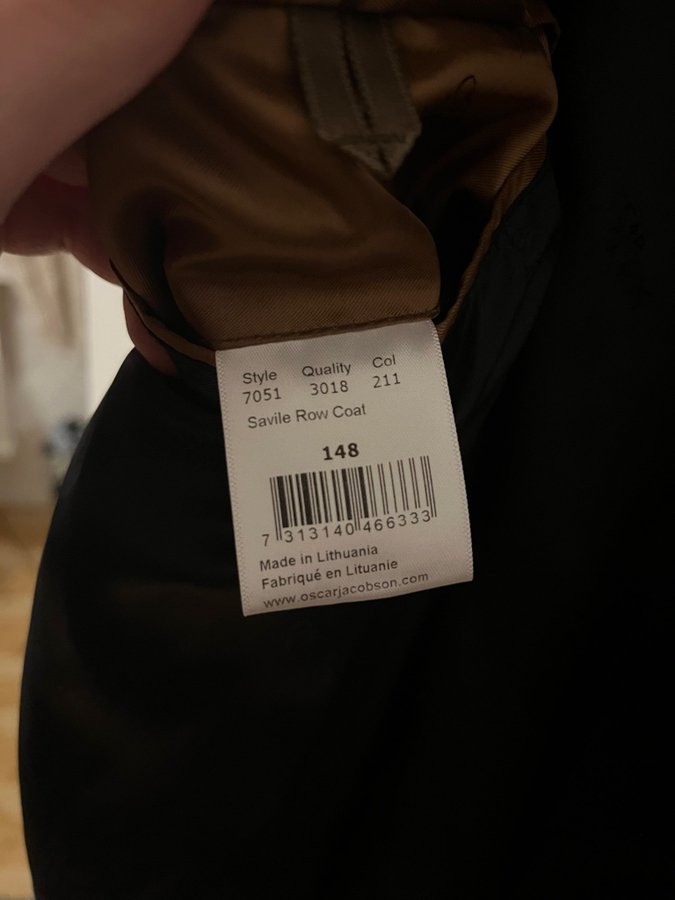 Style Quality Col
7051 3018 211
Savile Row Coat
148
7 313140 466333
Made in Lithuania
Fabriqué en Lituanie
www.oscarjacobson.com